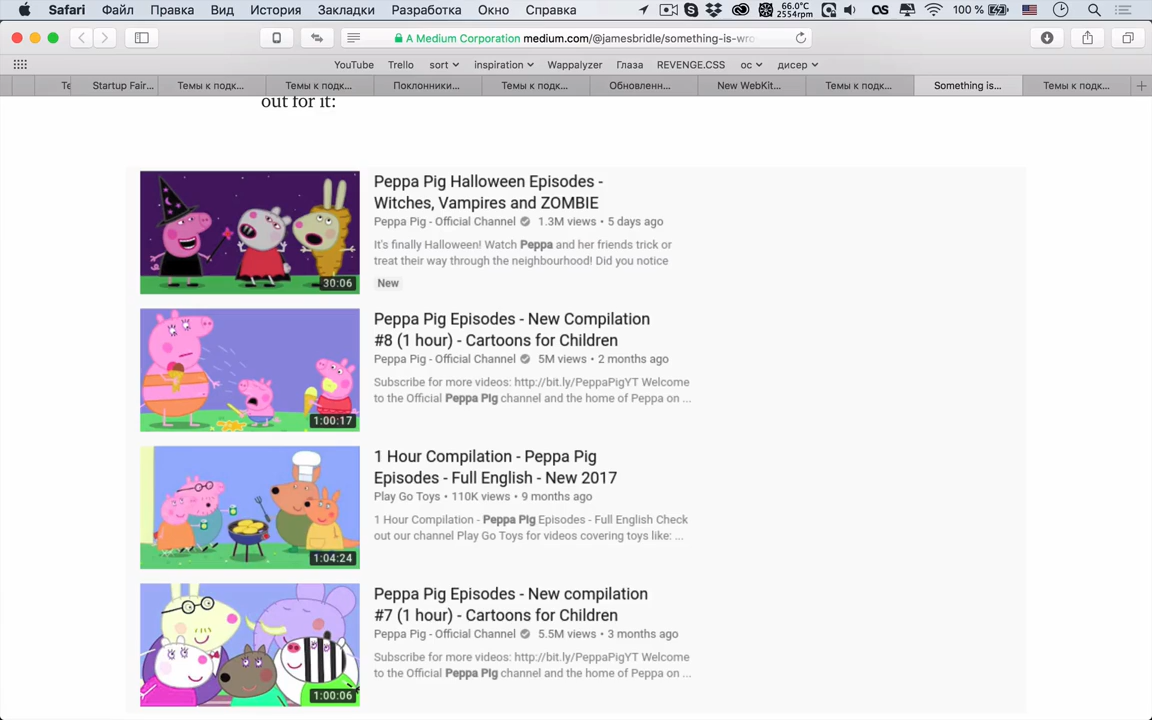 Safari Файл Правка Вид История Закладки Разработка Окно Справка 66.0°C 2554rpm 100 %
A Medium Corporation medium.com/@jamesbridle/something-is-wro
YouTube Trello sort inspiration Wappalyzer Глаза REVENGE.CSS ос дисер
Те Startup Fair... Темы к подк... Темы к подк... Поклонники... Темы к подк... Обновленн... New WebKit... Темы к подк... Something is... Темы к подк...
out for it:
Peppa Pig Halloween Episodes -
Witches, Vampires and ZOMBIE
Peppa Pig - Official Channel 1.3M views • 5 days ago
It's finally Halloween! Watch Peppa and her friends trick or
treat their way through the neighbourhood! Did you notice
New
30:06
Peppa Pig Episodes - New Compilation
#8 (1 hour) - Cartoons for Children
Peppa Pig - Official Channel 5M views • 2 months ago
Subscribe for more videos: http://bit.ly/PeppaPigYT Welcome
to the Official Peppa Pig channel and the home of Peppa on ...
1:00:17
1 Hour Compilation - Peppa Pig
Episodes - Full English - New 2017
Play Go Toys • 110K views • 9 months ago
1 Hour Compilation - Peppa Pig Episodes - Full English Check
out our channel Play Go Toys for videos covering toys like: ...
1:04:24
Peppa Pig Episodes - New compilation
#7 (1 hour) - Cartoons for Children
Peppa Pig - Official Channel 5.5M views • 3 months ago
Subscribe for more videos: http://bit.ly/PeppaPigYT Welcome
to the Official Peppa Pig channel and the home of Peppa on ...
1:00:06